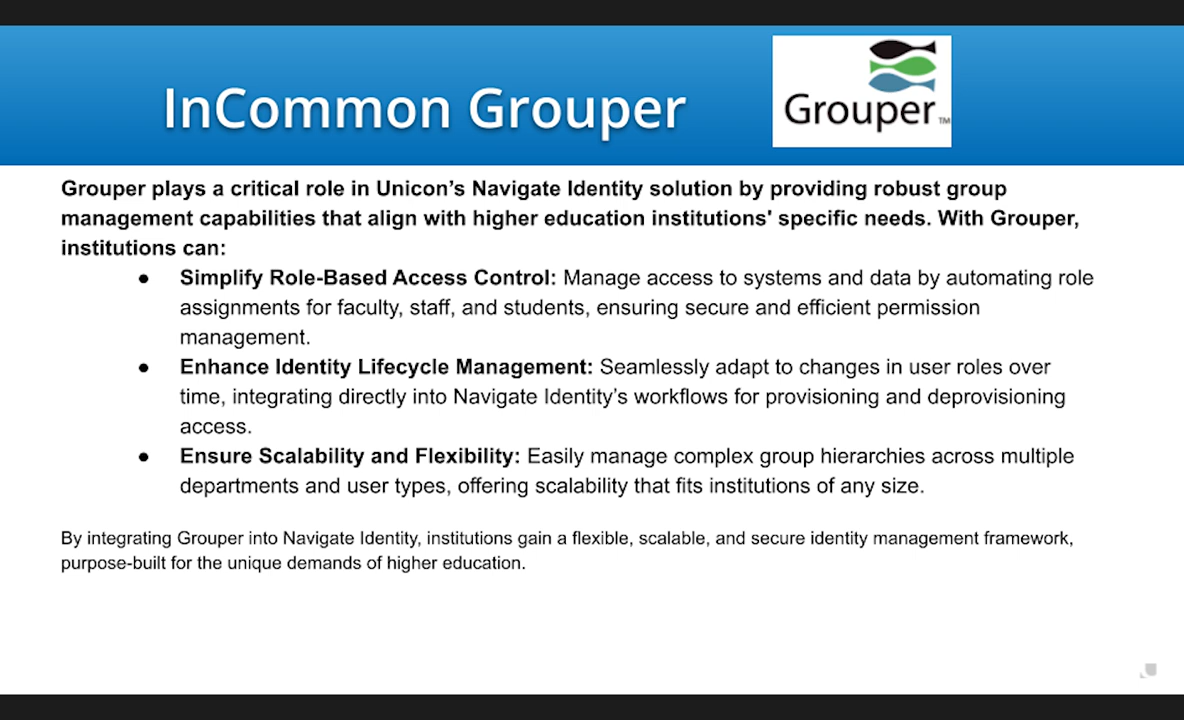 InCommon Grouper
Grouper™
Grouper plays a critical role in Unicon’s Navigate Identity solution by providing robust group
management capabilities that align with higher education institutions' specific needs. With Grouper,
institutions can:
● Simplify Role-Based Access Control: Manage access to systems and data by automating role
assignments for faculty, staff, and students, ensuring secure and efficient permission
management.
● Enhance Identity Lifecycle Management: Seamlessly adapt to changes in user roles over
time, integrating directly into Navigate Identity’s workflows for provisioning and deprovisioning
access.
● Ensure Scalability and Flexibility: Easily manage complex group hierarchies across multiple
departments and user types, offering scalability that fits institutions of any size.
By integrating Grouper into Navigate Identity, institutions gain a flexible, scalable, and secure identity management framework,
purpose-built for the unique demands of higher education.